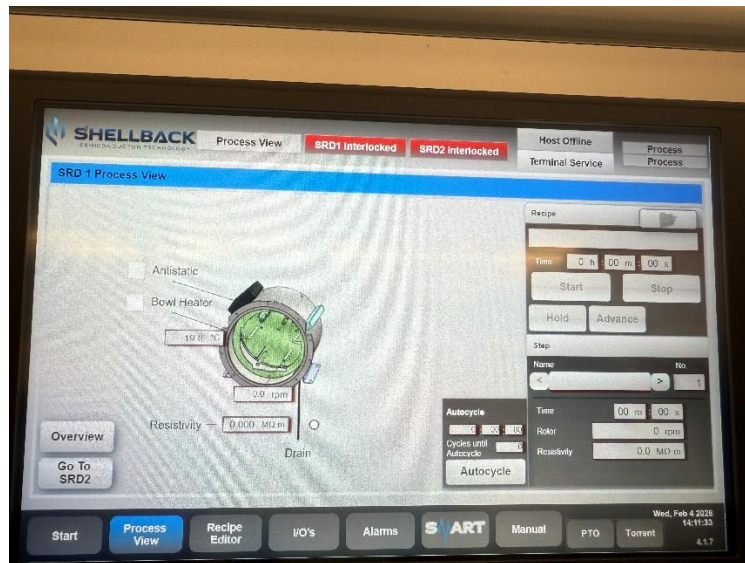 SHELLBACK
SEMICONDUCTOR TECHNOLOGY
Process View
SRD1 Interlocked
SRD2 Interlocked
Host Offline
Terminal Service
Process
Process
SRD 1 Process View
Recipe
Time 0 h : 00 m : 00 s
Start
Stop
Hold
Advance
Antistatic
Bowl Heater
19.8 °C
0.0 rpm
Resistivity
0.000 MΩ m
Drain
Step
Name
No.
<
>
1
Autocycle
0 : 00 : 00
Cycles until
Autocycle
0
Autocycle
Time 00 m : 00 s
Rotor 0 rpm
Resistivity 0.0 MΩ m
Overview
Go To
SRD2
Start
Process
View
Recipe
Editor
I/O's
Alarms
SMART
Manual
PTO
Torrent
Wed, Feb 4 2026
14:11:33
4.1.7